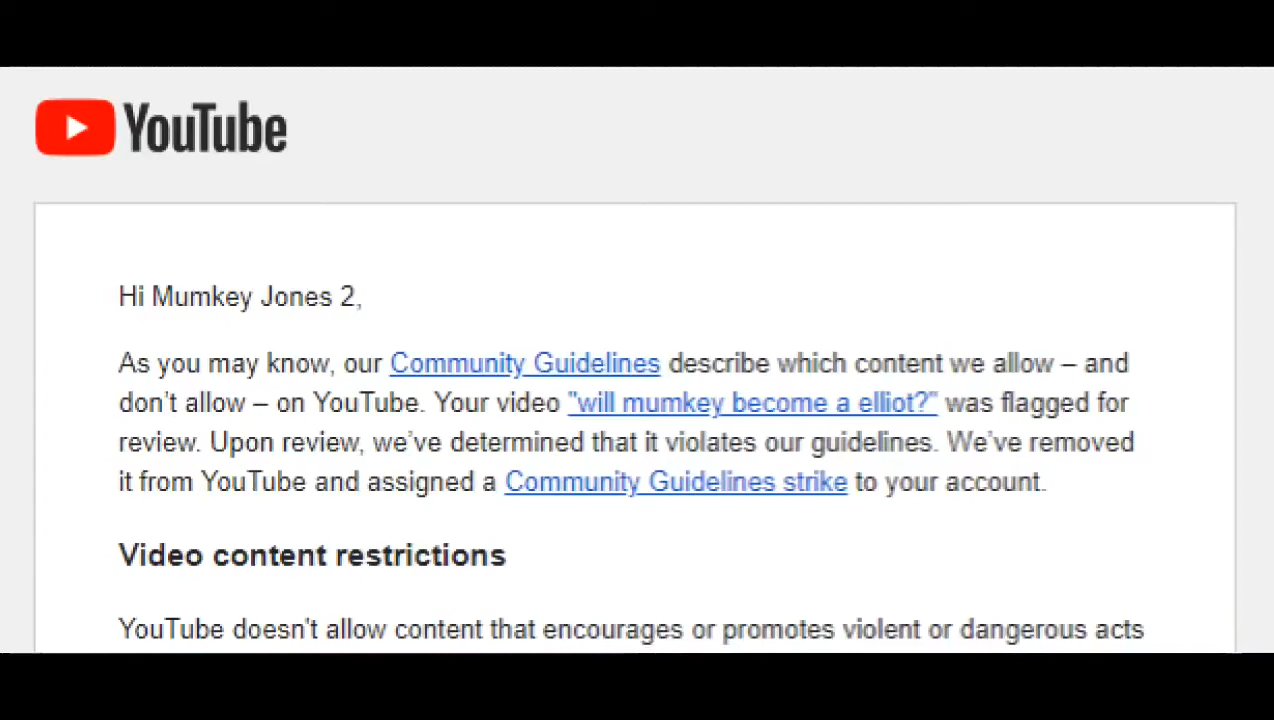 YouTube
Hi Mumkey Jones 2,
As you may know, our Community Guidelines describe which content we allow – and
don't allow – on YouTube. Your video "will mumkey become a elliot?" was flagged for
review. Upon review, we've determined that it violates our guidelines. We've removed
it from YouTube and assigned a Community Guidelines strike to your account.
Video content restrictions
YouTube doesn't allow content that encourages or promotes violent or dangerous acts